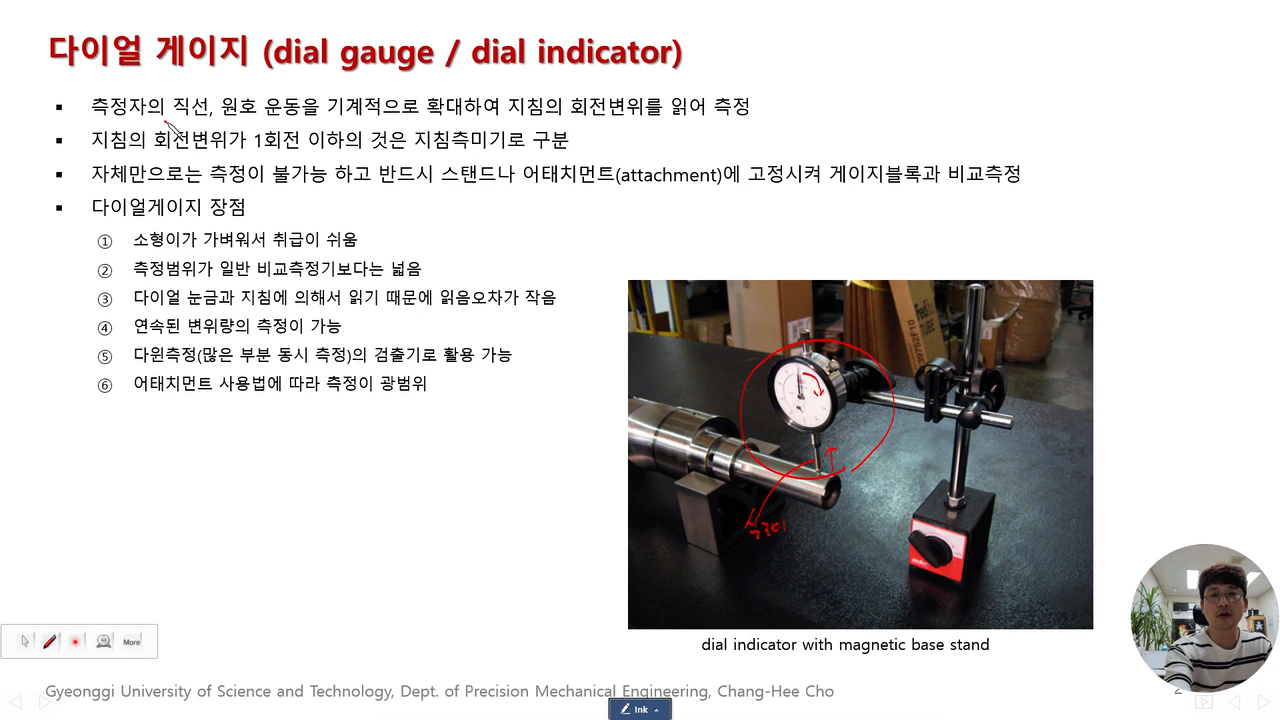 다이얼 게이지 (dial gauge / dial indicator)
▪ 측정자의 직선, 원호 운동을 기계적으로 확대하여 지침의 회전변위를 읽어 측정
▪ 지침의 회전변위가 1회전 이하의 것은 지침측미기로 구분
▪ 자체만으로는 측정이 불가능 하고 반드시 스탠드나 어태치먼트(attachment)에 고정시켜 게이지블록과 비교측정
▪ 다이얼게이지 장점
① 소형이가 가벼워서 취급이 쉬움
② 측정범위가 일반 비교측정기보다는 넓음
③ 다이얼 눈금과 지침에 의해서 읽기 때문에 읽음오차가 작음
④ 연속된 변위량의 측정이 가능
⑤ 다윈측정(많은 부분 동시 측정)의 검출기로 활용 가능
⑥ 어태치먼트 사용법에 따라 측정이 광범위
39752F10
dial indicator with magnetic base stand
More
Gyeonggi University of Science and Technology, Dept. of Precision Mechanical Engineering, Chang-Hee Cho
2
Ink